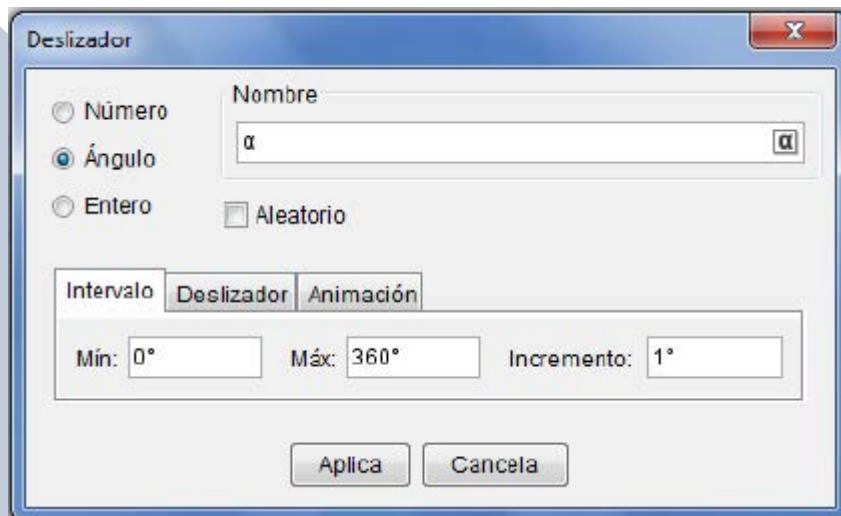 Deslizador
Número
Ángulo
Entero
Nombre
α
α
Aleatorio
Intervalo Deslizador Animación
Mín: 0° Máx: 360° Incremento: 1°
Aplica Cancela